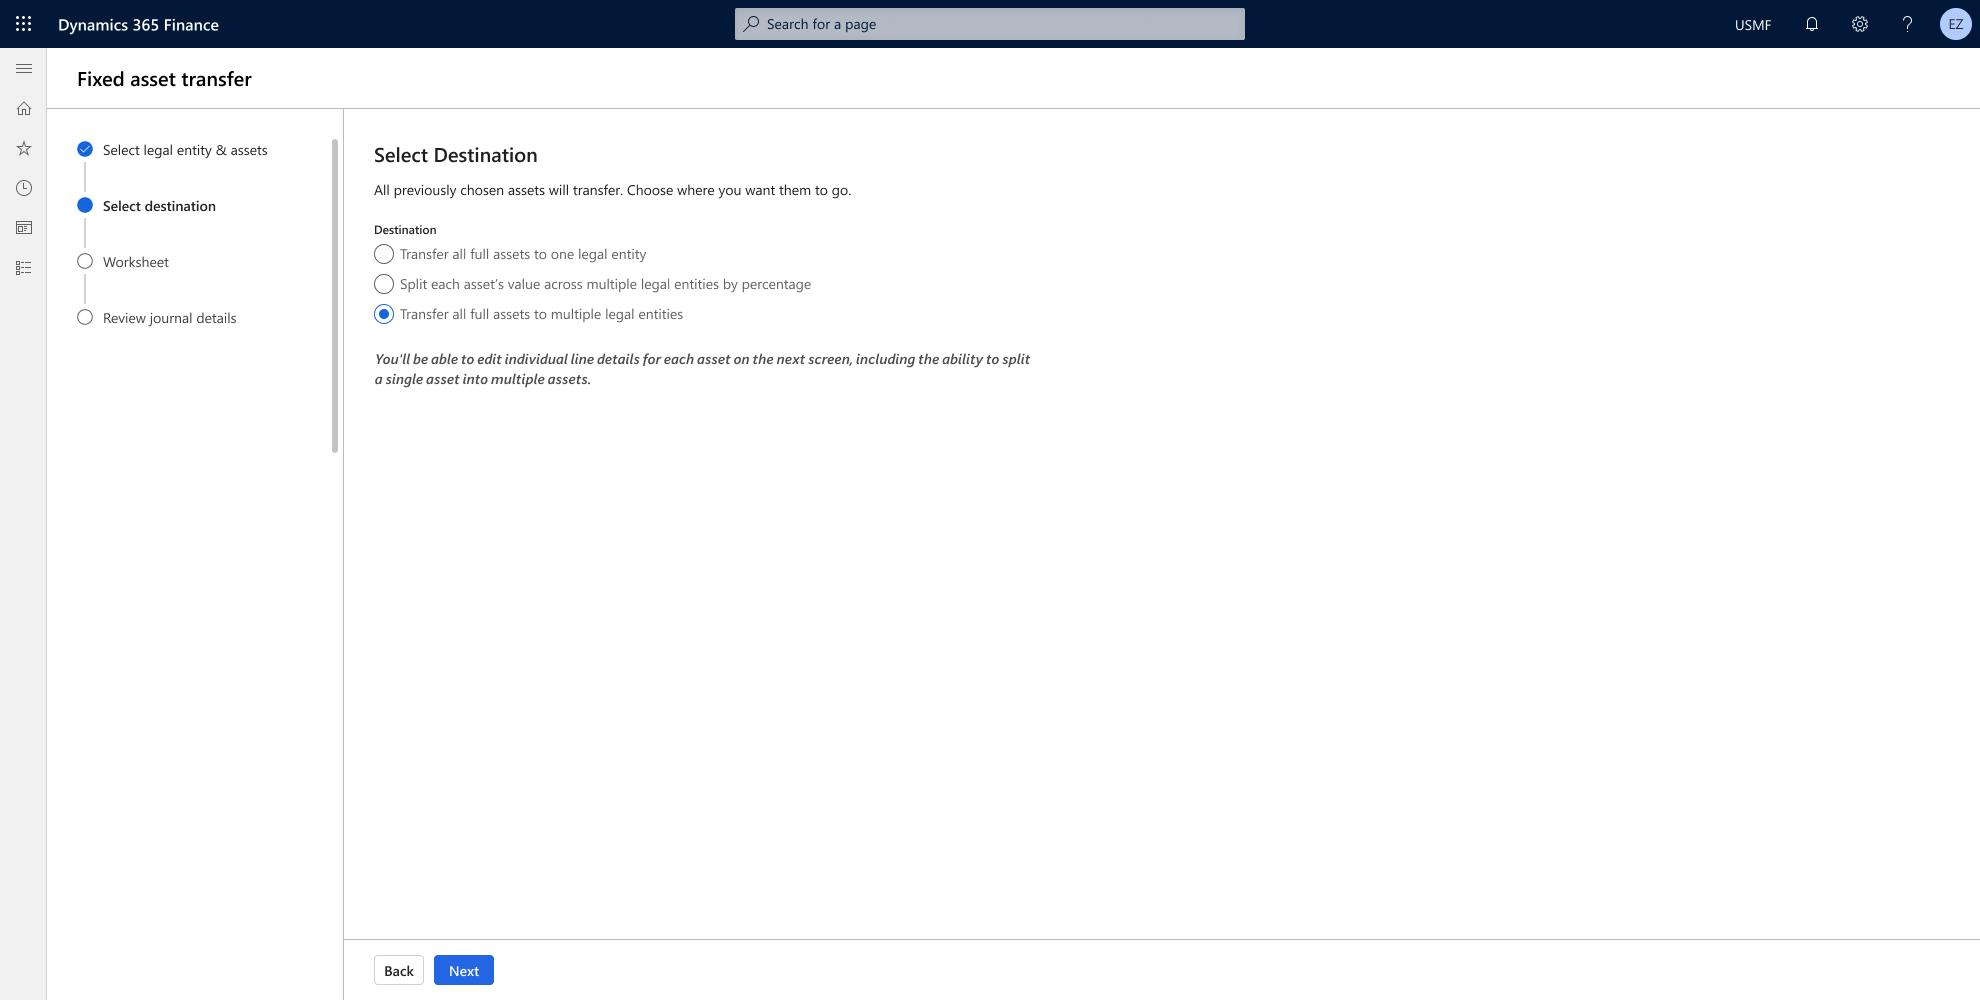 Dynamics 365 Finance
Search for a page
USMF
EZ
Fixed asset transfer
Select legal entity & assets
Select destination
Worksheet
Review journal details
Select Destination
All previously chosen assets will transfer. Choose where you want them to go.
Destination
Transfer all full assets to one legal entity
Split each asset's value across multiple legal entities by percentage
Transfer all full assets to multiple legal entities
You'll be able to edit individual line details for each asset on the next screen, including the ability to split
a single asset into multiple assets.
Back
Next